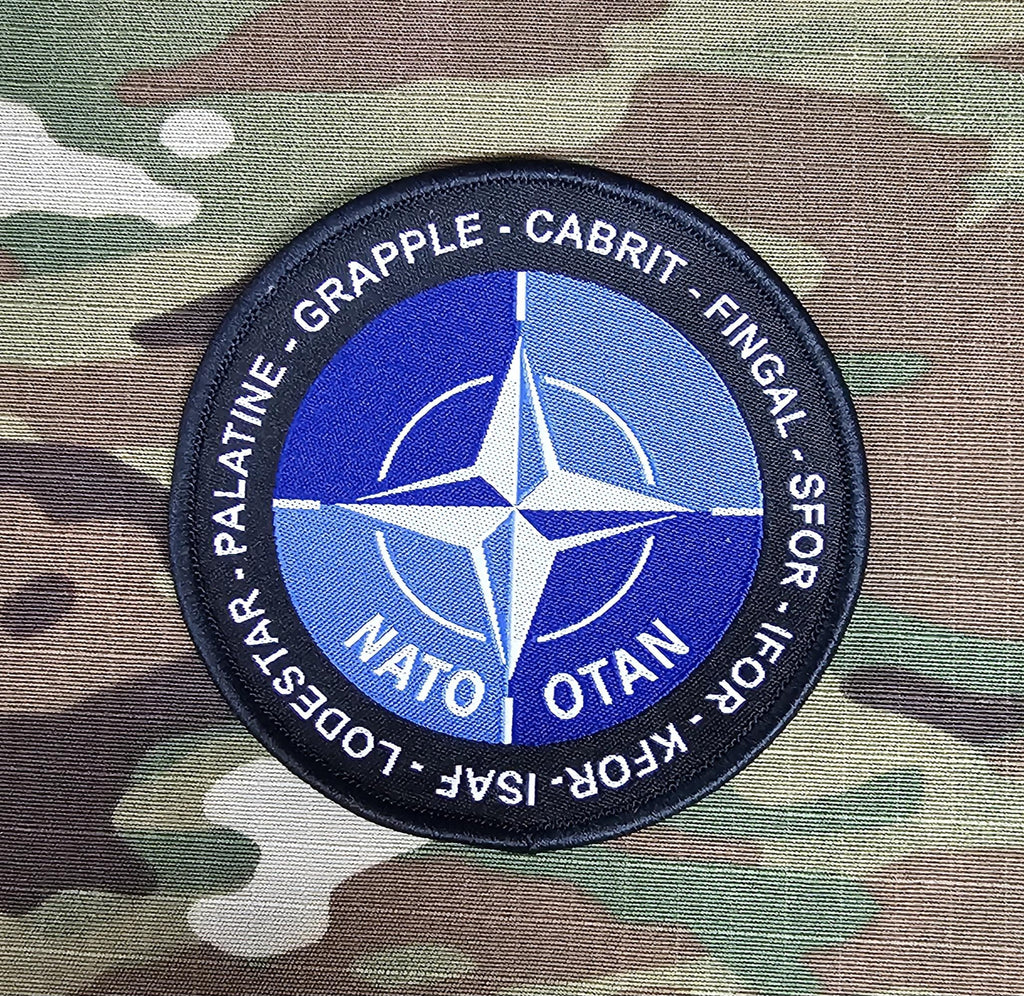 PALATINE - GRAPPLE - CABRIT - FINGAL - SFOR - IFOR - KFOR - ISAF - LODESTAR -
NATO OTAN